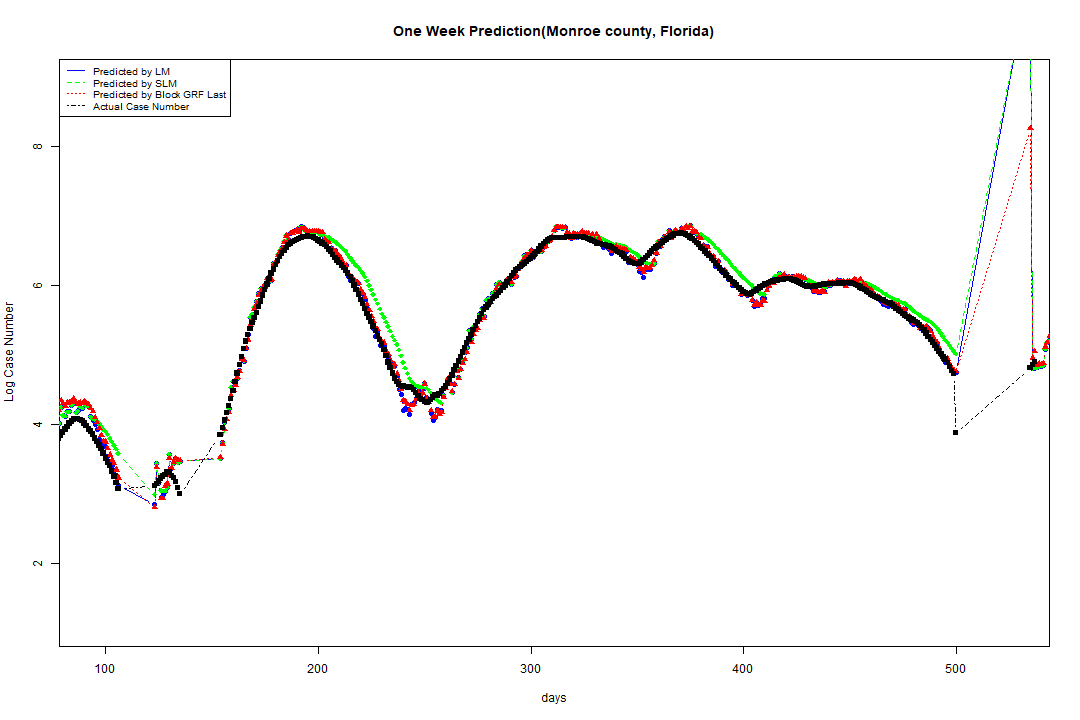 One Week Prediction(Monroe county, Florida)
Predicted by LM
Predicted by SLM
Predicted by Block GRF Last
Actual Case Number
8
6
4
2
Log Case Number
100 200 300 400 500
days